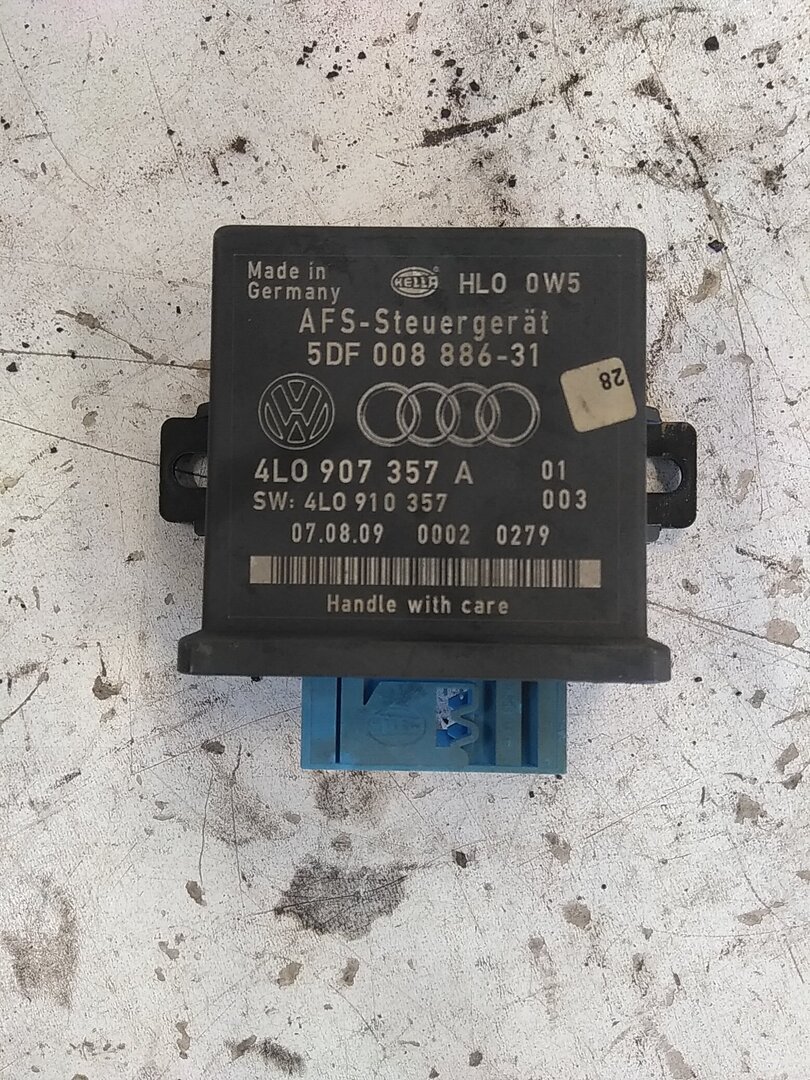 Made in
Germany
HELLA HLO 0W5
AFS-Steuergerät
5DF 008 886-31
28
4L0 907 357 A 01
SW: 4L0 910 357 003
07.08.09 0002 0279
Handle with care